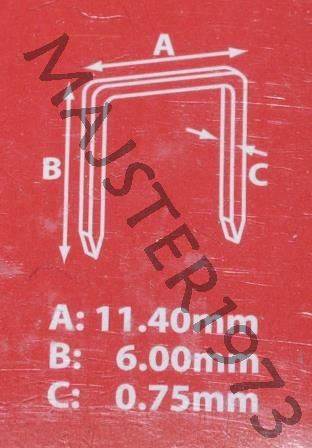 A
B
C
A: 11.40mm
B: 6.00mm
C: 0.75mm
MAJSTER1973